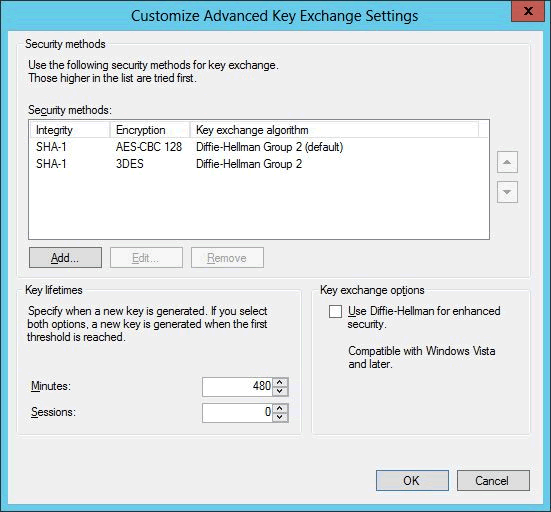 Customize Advanced Key Exchange Settings
x
Security methods
Use the following security methods for key exchange.
Those higher in the list are tried first.
Security methods:
Integrity Encryption Key exchange algorithm
SHA-1 AES-CBC 128 Diffie-Hellman Group 2 (default)
SHA-1 3DES Diffie-Hellman Group 2
Add... Edit... Remove
Key lifetimes
Specify when a new key is generated. If you select
both options, a new key is generated when the first
threshold is reached.
Minutes: 480
Sessions: 0
Key exchange options
Use Diffie-Hellman for enhanced
security.
Compatible with Windows Vista
and later.
OK Cancel